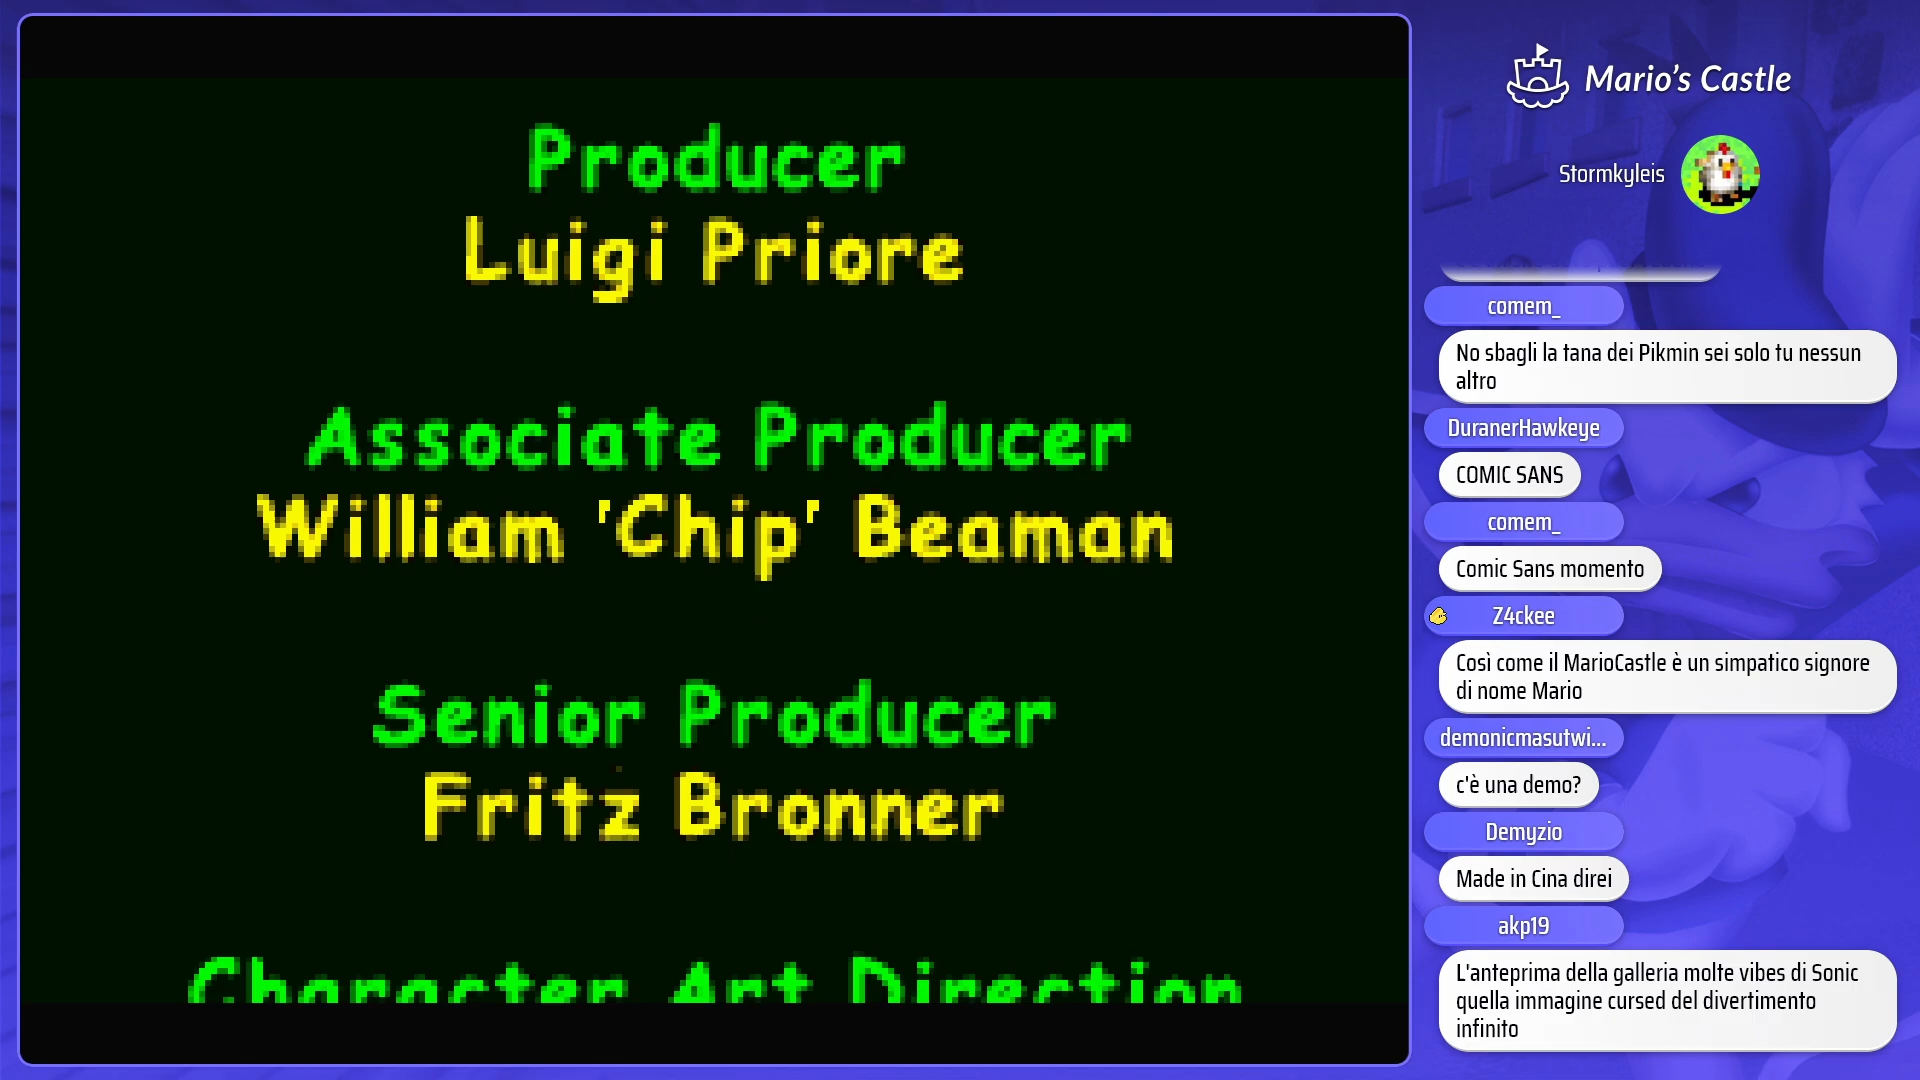 Producer
Luigi Priore
Associate Producer
William 'Chip' Beaman
Senior Producer
Fritz Bronner
Character Art Direction
Mario's Castle
Stormkyleis
comem_
No sbagli la tana dei Pikmin sei solo tu nessun
altro
DuranerHawkeye
COMIC SANS
comem_
Comic Sans momento
Z4ckee
Così come il MarioCastle è un simpatico signore
di nome Mario
demonicmasutwi...
c'è una demo?
Demyzio
Made in Cina direi
akp19
L'anteprima della galleria molte vibes di Sonic
quella immagine cursed del divertimento
infinito